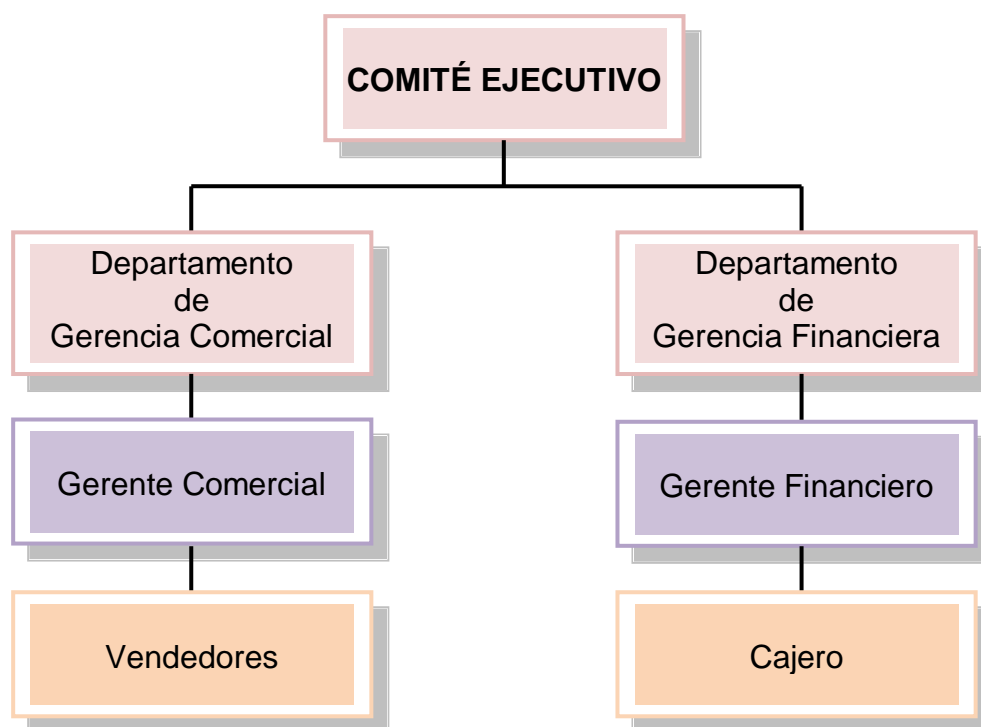 COMITÉ EJECUTIVO
Departamento
de
Gerencia Comercial
Departamento
de
Gerencia Financiera
Gerente Comercial
Gerente Financiero
Vendedores
Cajero